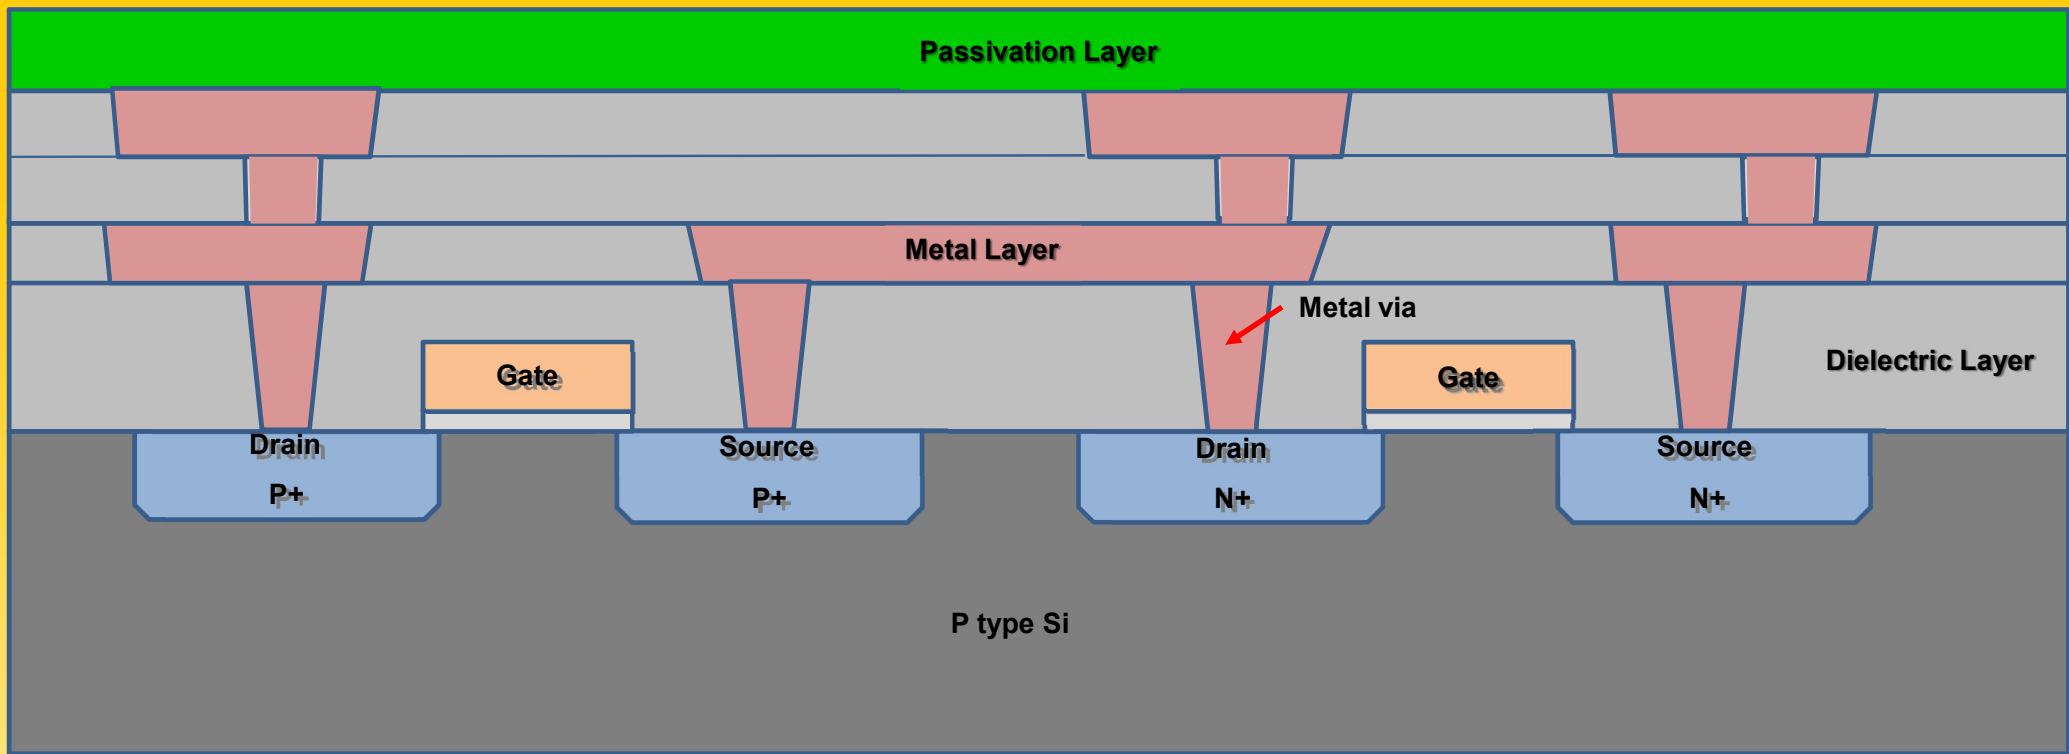 Passivation Layer
Metal Layer
Metal via
Gate
Gate
Dielectric Layer
Drain
P+
Source
P+
Drain
N+
Source
N+
P type Si